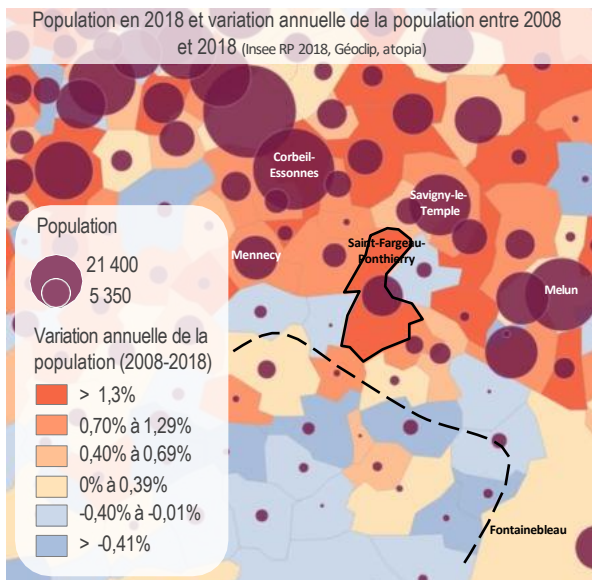 Population en 2018 et variation annuelle de la population entre 2008
et 2018 (Insee RP 2018, Géoclip, atopia)
Corbeil-
Essonnes
Savigny-le-
Temple
Mennecy
Saint-Fargeau-
Ponthierry
Melun
Fontainebleau
Population
21 400
5 350
Variation annuelle de la
population (2008-2018)
> 1,3%
0,70% à 1,29%
0,40% à 0,69%
0% à 0,39%
-0,40% à -0,01%
> -0,41%